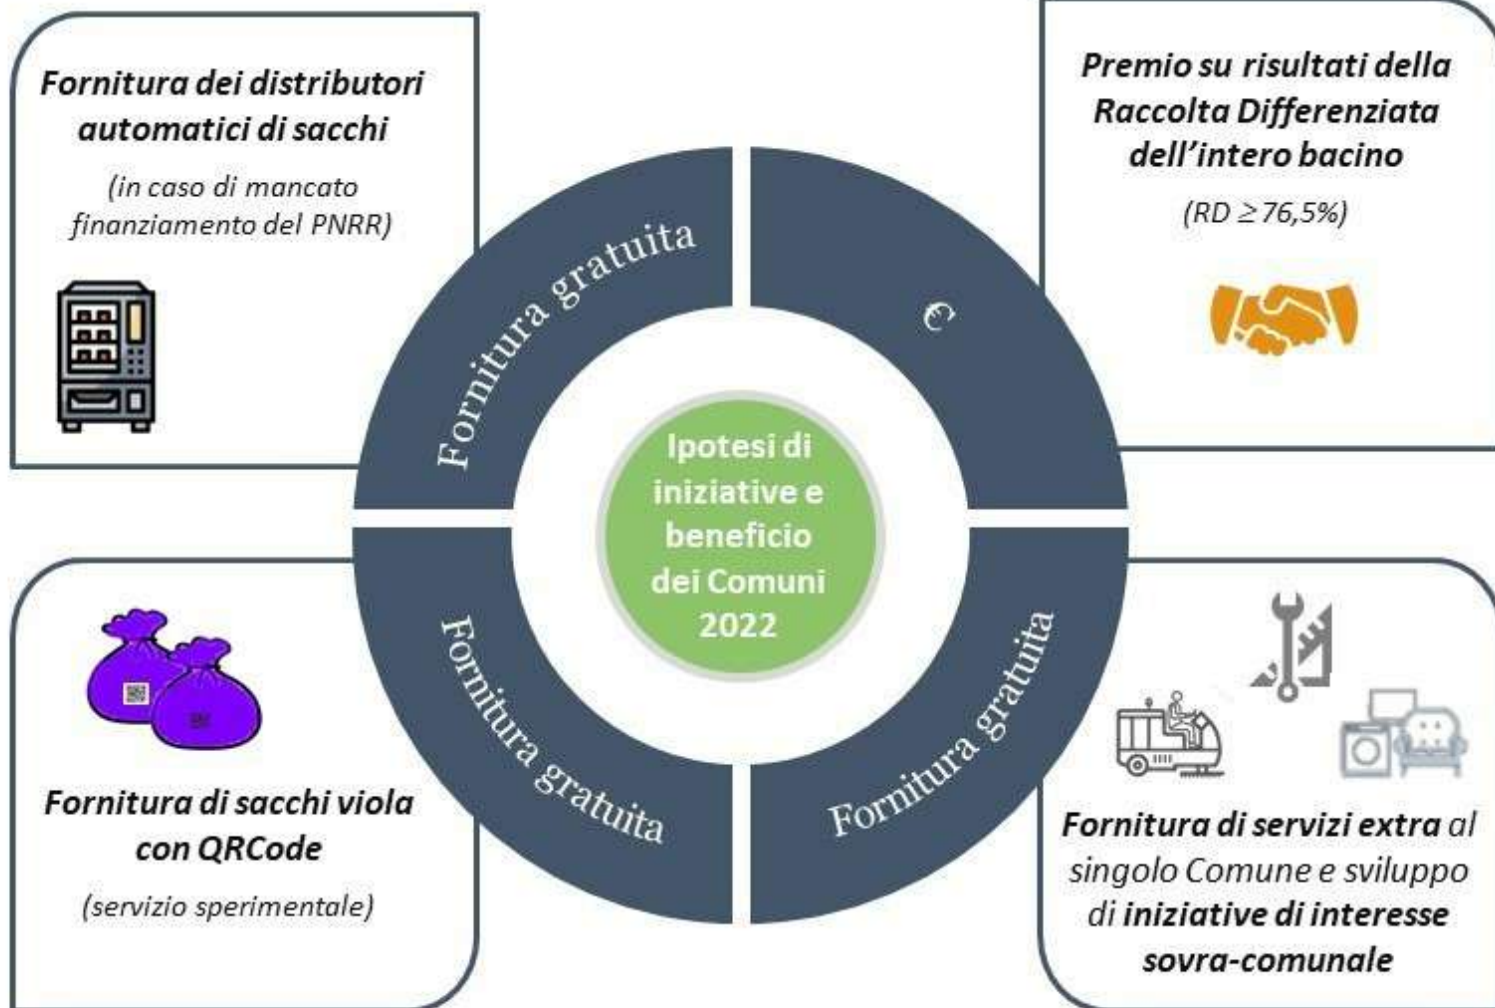 Fornitura dei distributori
automatici di sacchi
(in caso di mancato
finanziamento del PNRR)
Premio su risultati della
Raccolta Differenziata
dell'intero bacino
(RD ≥ 76,5%)
Fornitura gratuita
€
Ipotesi di
iniziative e
beneficio
dei Comuni
2022
Fornitura gratuita
Fornitura gratuita
Fornitura di sacchi viola
con QRCode
(servizio sperimentale)
Fornitura di servizi extra al
singolo Comune e sviluppo
di iniziative di interesse
sovra-comunale